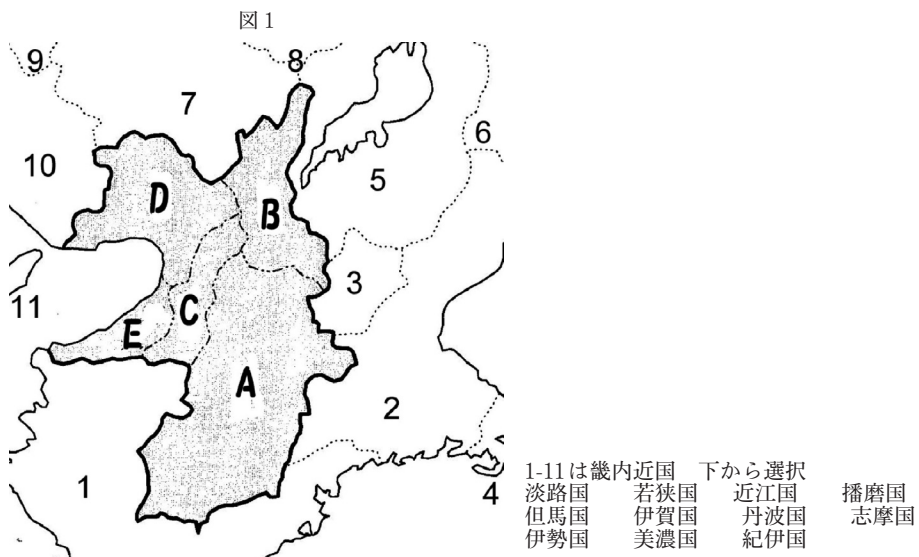 図1
9
8
7
6
10
5
D
B
3
11
C
E
A
2
1
4
1-11は畿内近国 下から選択
淡路国 若狭国 近江国 播磨国
但馬国 伊賀国 丹波国 志摩国
伊勢国 美濃国 紀伊国